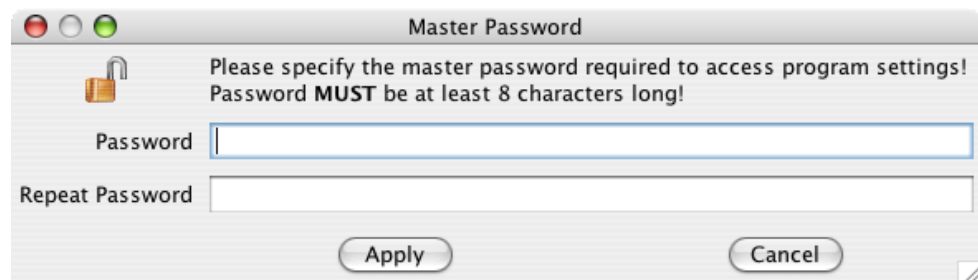 Master Password
Please specify the master password required to access program settings!
Password MUST be at least 8 characters long!
Password
Repeat Password
Apply
Cancel